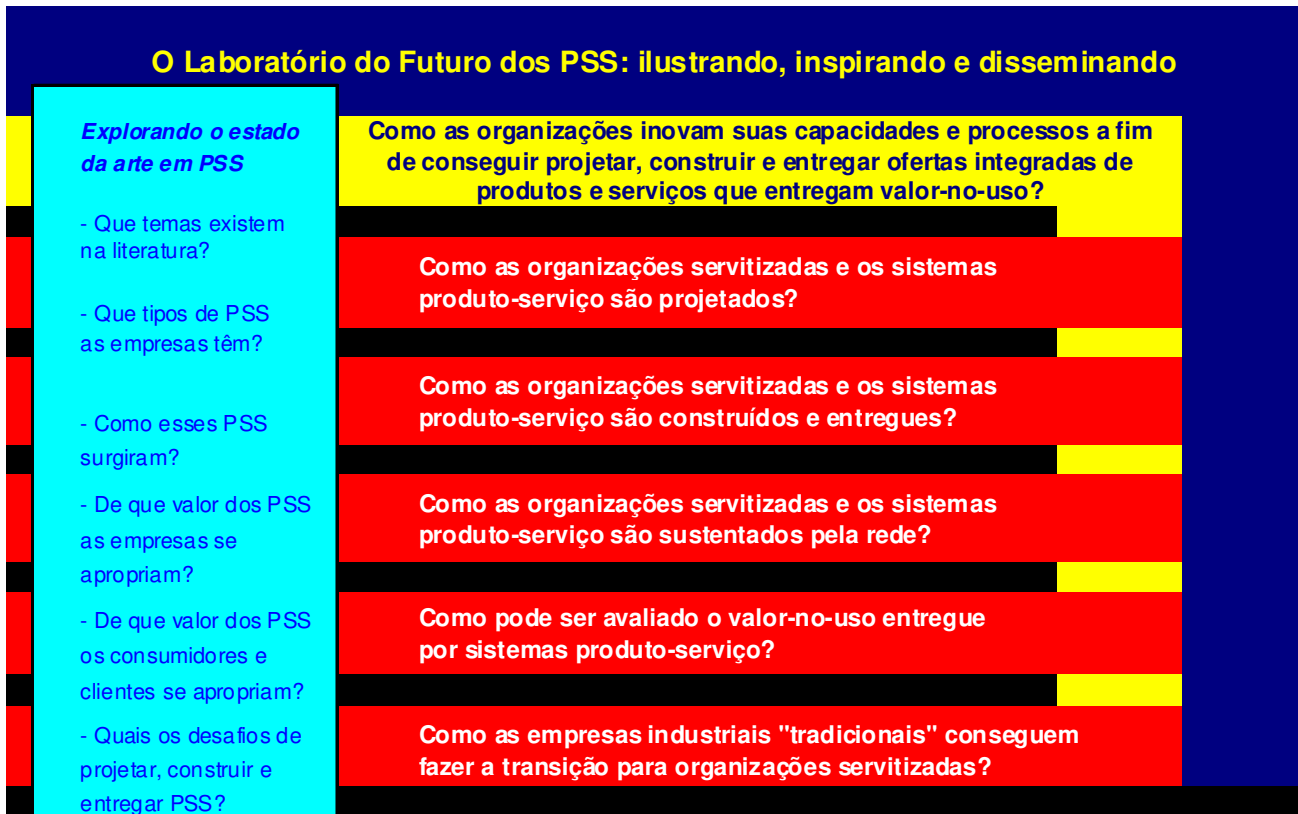 O Laboratório do Futuro dos PSS: ilustrando, inspirando e disseminando
Explorando o estado
da arte em PSS
- Que temas existem
na literatura?
- Que tipos de PSS
as empresas têm?
- Como esses PSS
surgiram?
- De que valor dos PSS
as empresas se
apropriam?
- De que valor dos PSS
os consumidores e
clientes se apropriam?
- Quais os desafios de
projetar, construir e
entregar PSS?
Como as organizações inovam suas capacidades e processos a fim
de conseguir projetar, construir e entregar ofertas integradas de
produtos e serviços que entregam valor-no-uso?
Como as organizações servitizadas e os sistemas
produto-serviço são projetados?
Como as organizações servitizadas e os sistemas
produto-serviço são construídos e entregues?
Como as organizações servitizadas e os sistemas
produto-serviço são sustentados pela rede?
Como pode ser avaliado o valor-no-uso entregue
por sistemas produto-serviço?
Como as empresas industriais "tradicionais" conseguem
fazer a transição para organizações servitizadas?